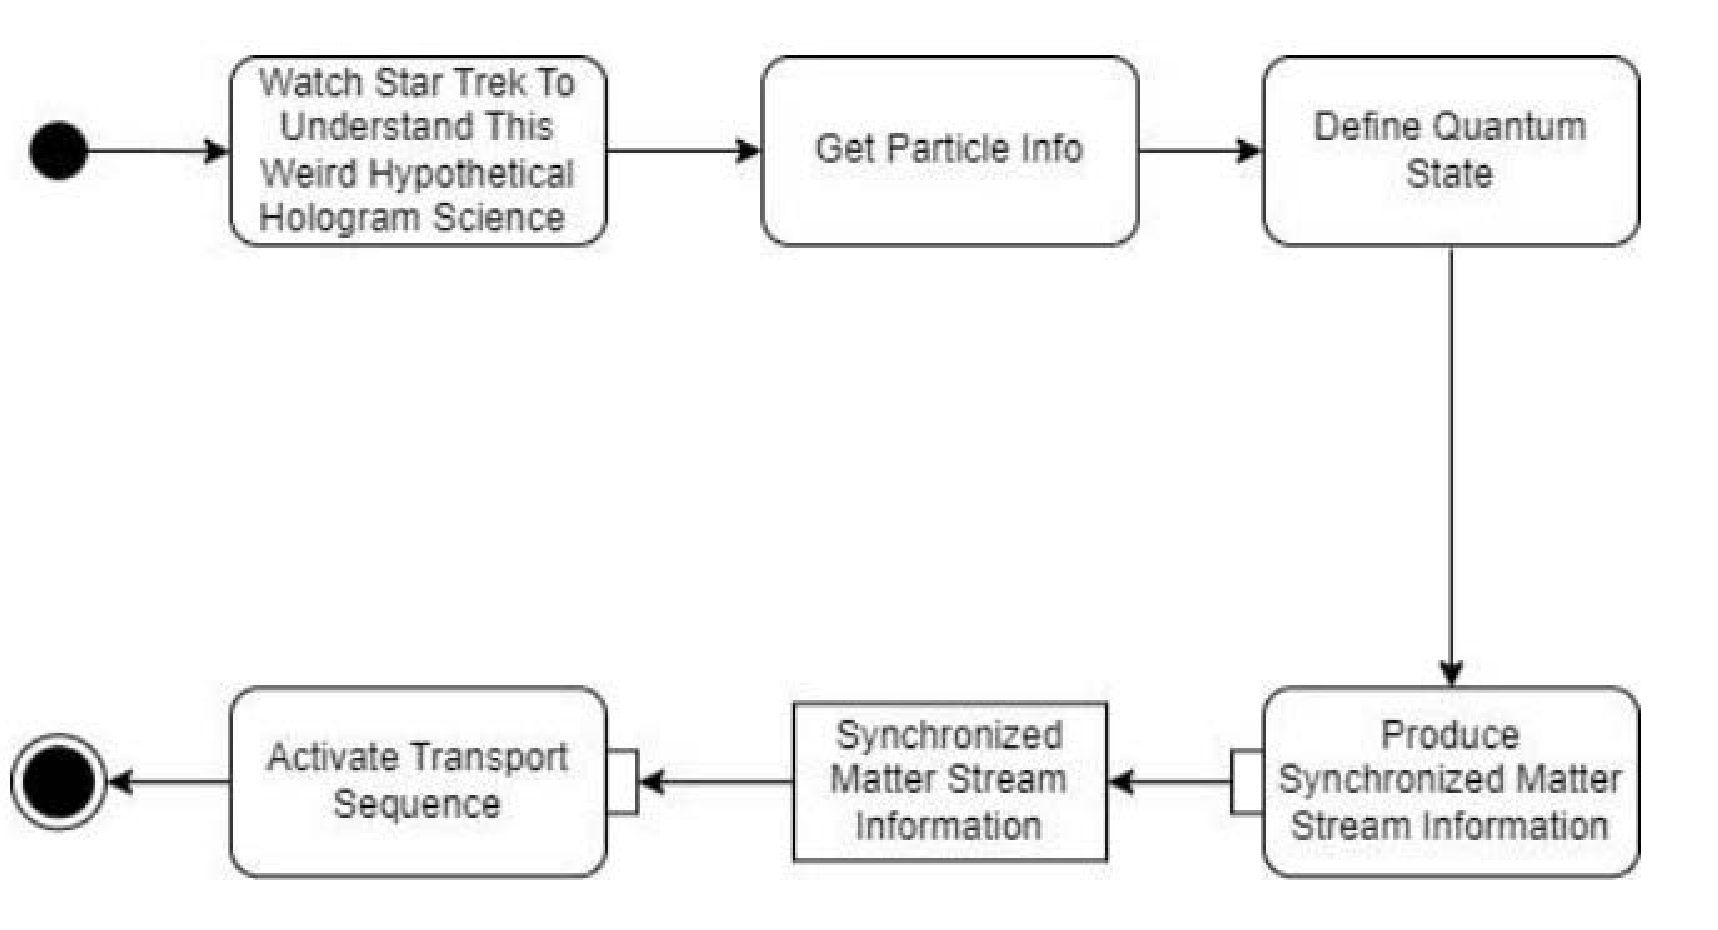 Watch Star Trek To
Understand This
Weird Hypothetical
Hologram Science
Get Particle Info
Define Quantum
State
Produce
Synchronized Matter
Stream Information
Synchronized
Matter Stream
Information
Activate Transport
Sequence